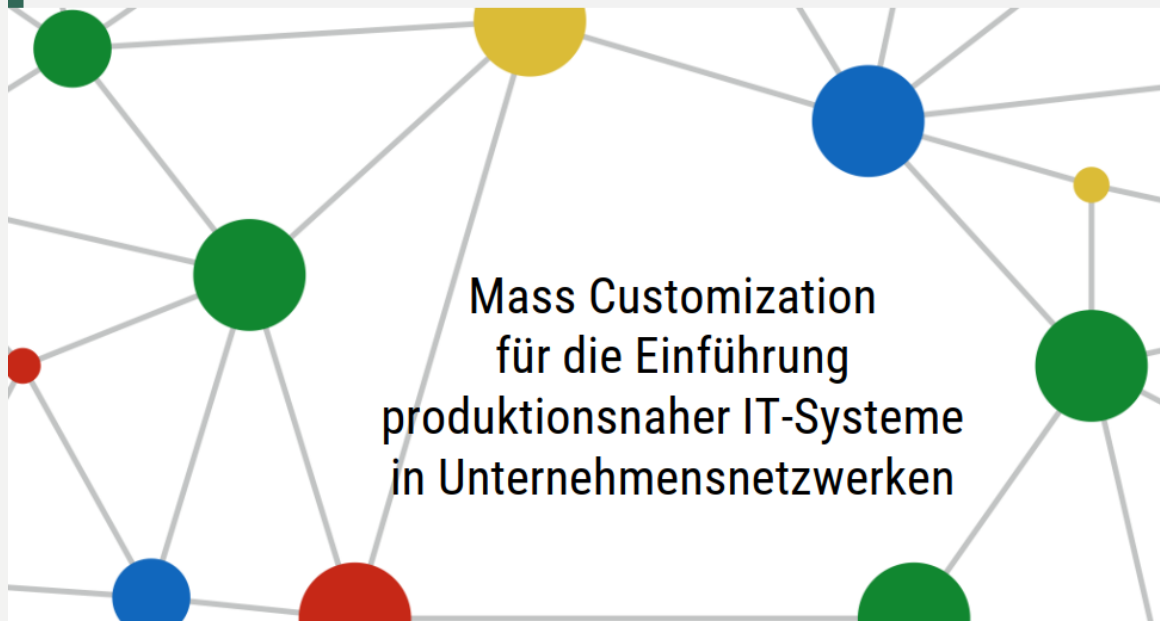 Mass Customization
für die Einführung
produktionsnaher IT-Systeme
in Unternehmensnetzwerken